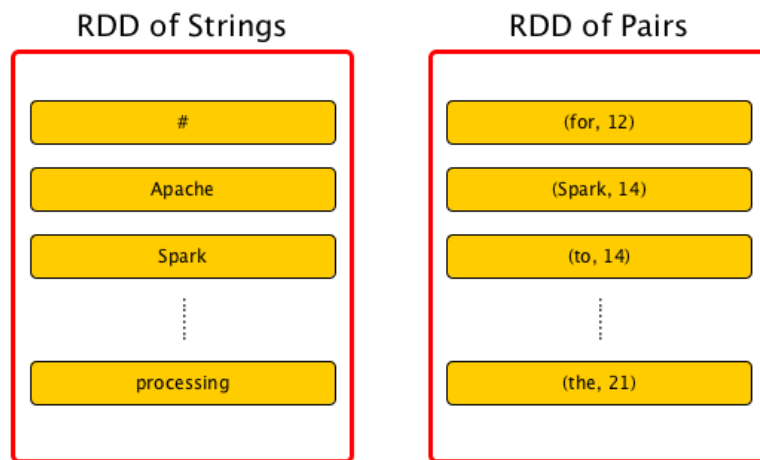 RDD of Strings
#
Apache
Spark
processing
RDD of Pairs
(for, 12)
(Spark, 14)
(to, 14)
(the, 21)